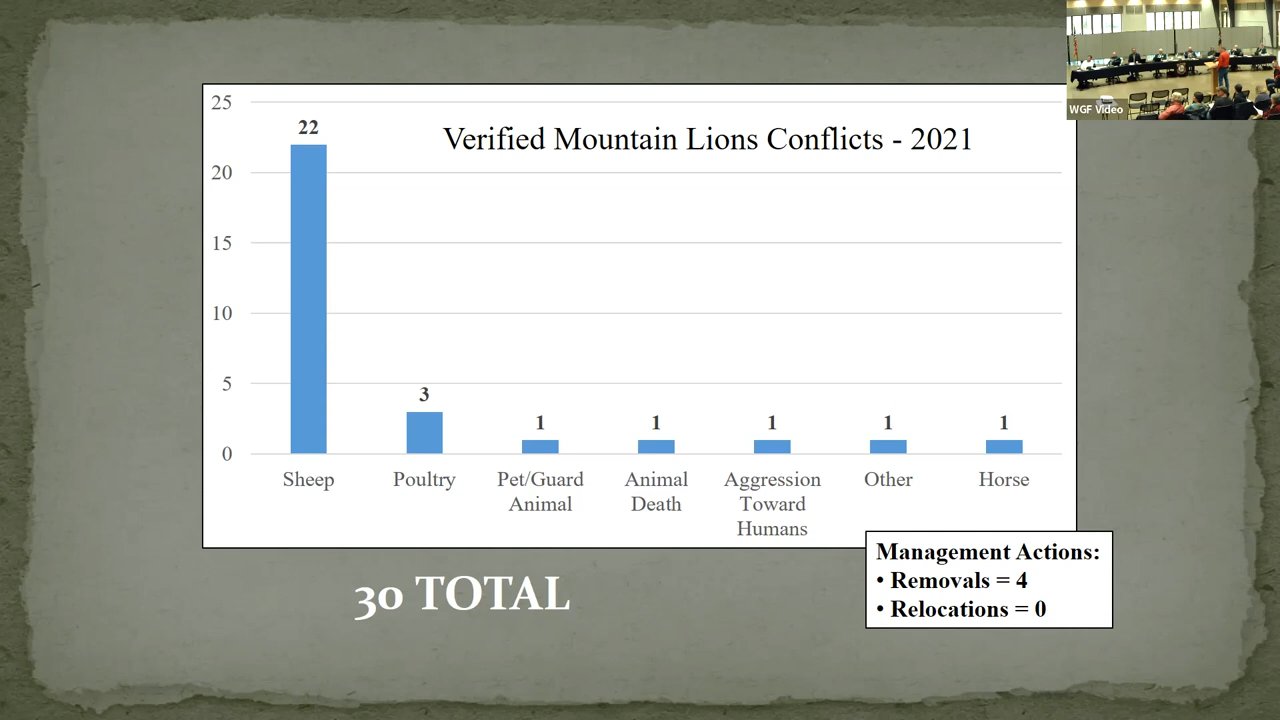 WGF Video
Verified Mountain Lions Conflicts - 2021
25
20
15
10
5
0
22
3
1
1
1
1
1
Sheep
Poultry
Pet/Guard
Animal
Animal
Death
Aggression
Toward
Humans
Other
Horse
30 TOTAL
Management Actions:
• Removals = 4
• Relocations = 0